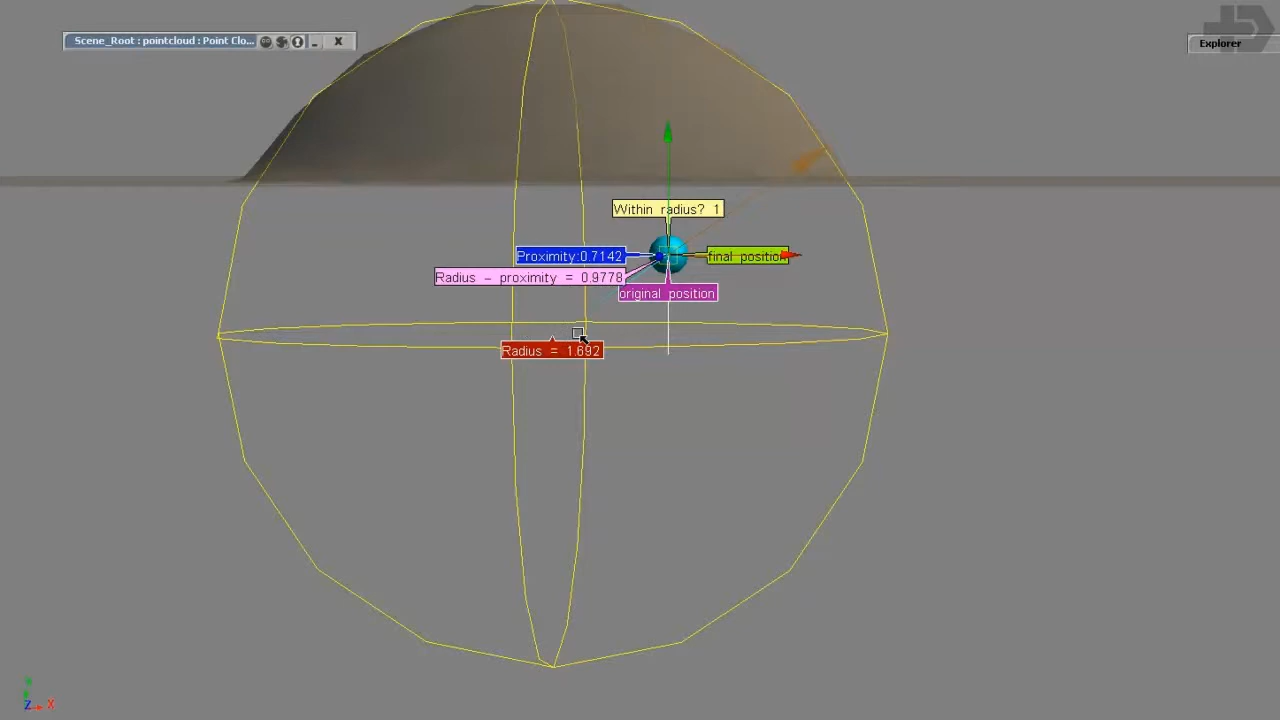 Scene_Root : pointcloud : Point Clo...
X
Explorer
Within radius? 1
Proximity:0.7142
final position
Radius - proximity = 0.9778
original position
Radius = 1.692
Z X